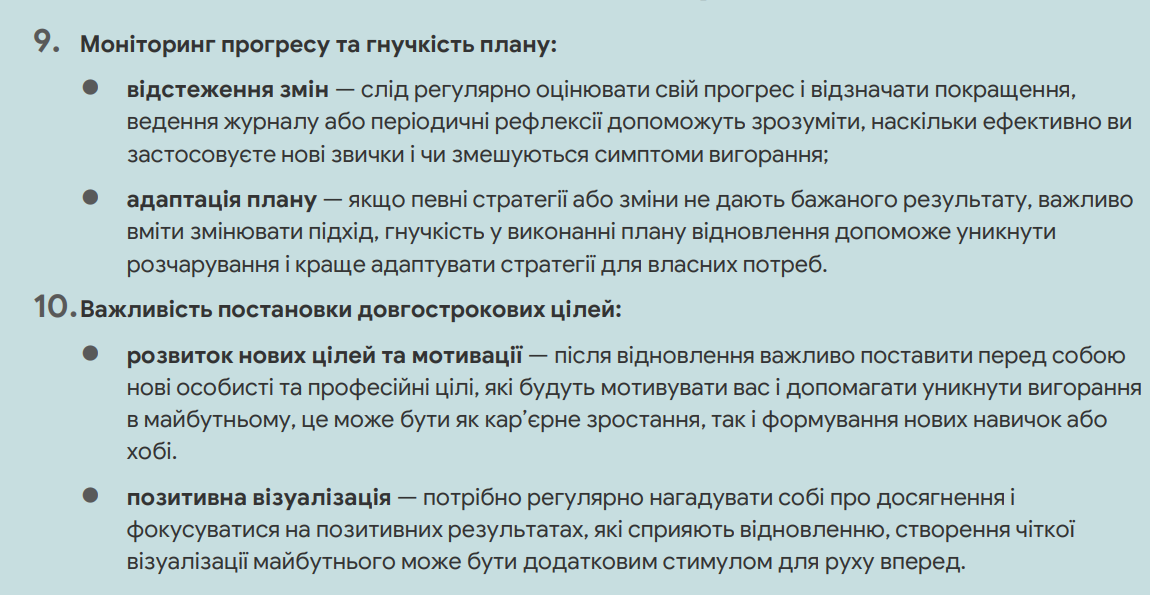 9. Моніторинг прогресу та гнучкість плану:
● відстеження змін — слід регулярно оцінювати свій прогрес і відзначати покращення,
ведення журналу або періодичні рефлексії допоможуть зрозуміти, наскільки ефективно ви
застосовуєте нові звички і чи змешуються симптоми вигорання;
● адаптація плану — якщо певні стратегії або зміни не дають бажаного результату, важливо
вміти змінювати підхід, гнучкість у виконанні плану відновлення допоможе уникнути
розчарування і краще адаптувати стратегії для власних потреб.
10. Важливість постановки довгострокових цілей:
● розвиток нових цілей та мотивації — після відновлення важливо поставити перед собою
нові особисті та професійні цілі, які будуть мотивувати вас і допомагати уникнути вигорання
в майбутньому, це може бути як кар’єрне зростання, так і формування нових навичок або
хобі.
● позитивна візуалізація — потрібно регулярно нагадувати собі про досягнення і
фокусуватися на позитивних результатах, які сприяють відновленню, створення чіткої
візуалізації майбутнього може бути додатковим стимулом для руху вперед.